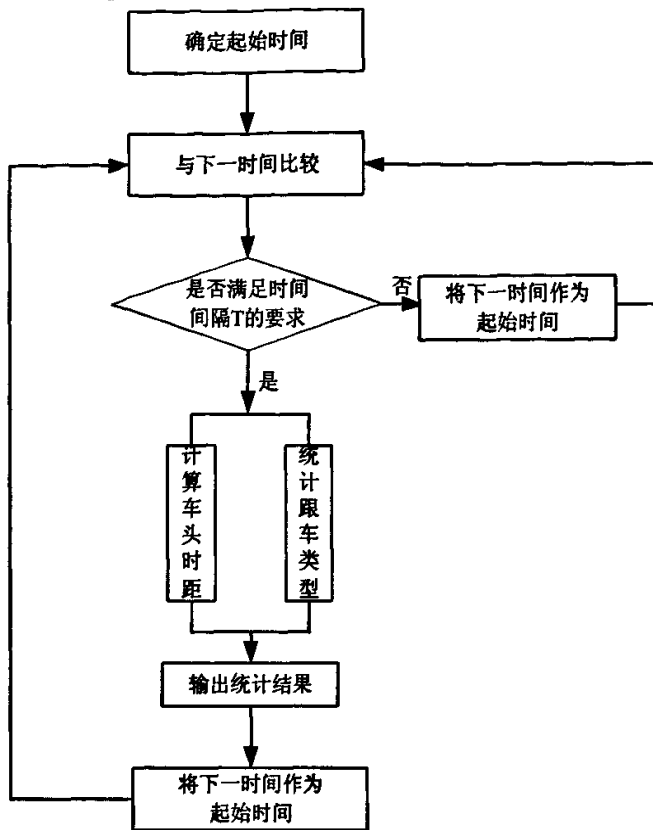 确定起始时间
与下一时间比较
是否满足时间
间隔T的要求
否
将下一时间作为
起始时间
是
计算车头时距
统计跟车类型
输出统计结果
将下一时间作为
起始时间